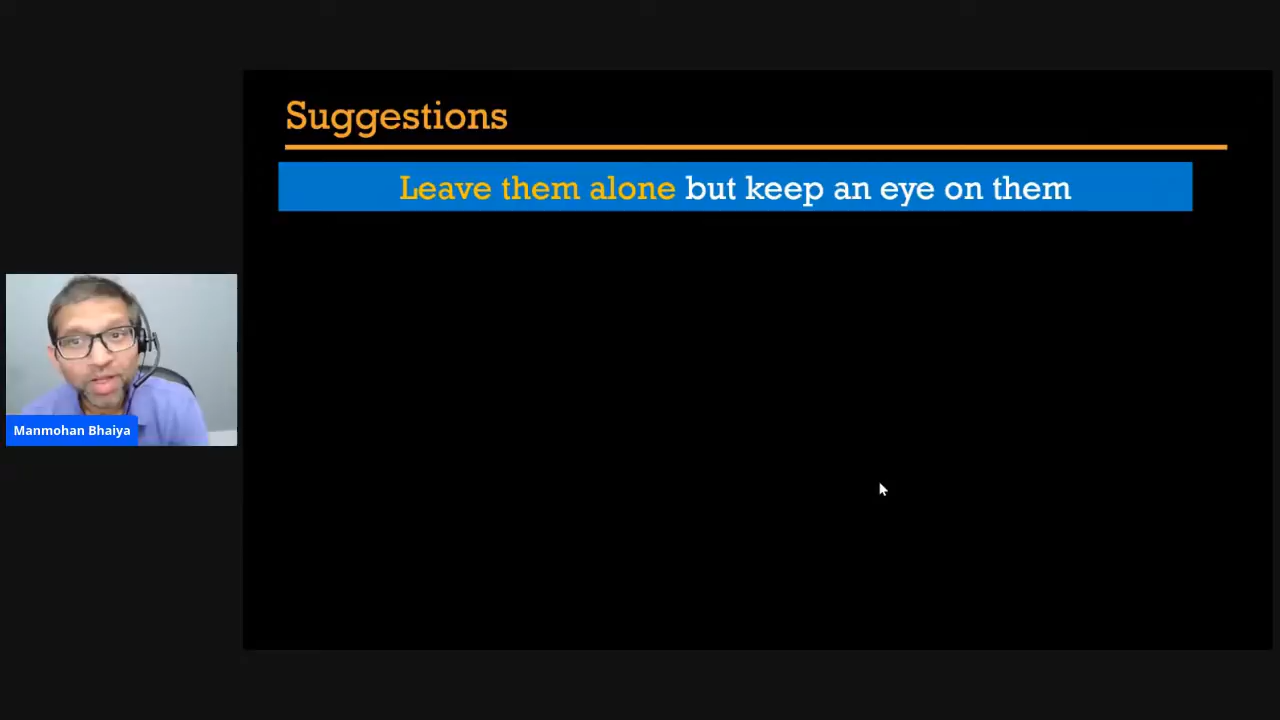 Suggestions
Leave them alone but keep an eye on them
Manmohan Bhaiya